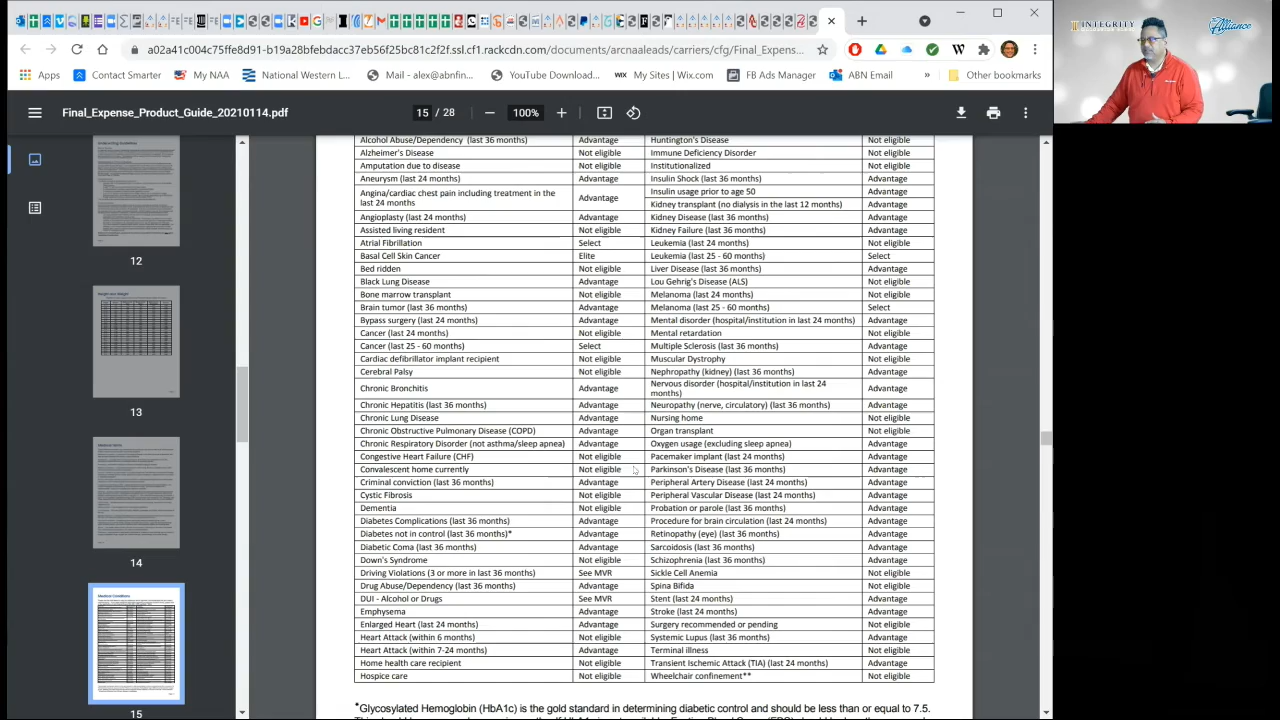 a02a41c004c75ffe8d91-b19a28bfebdacc37eb56f25bc81c2f2f.ssl.cf1.rackcdn.com/documents/arcnaaleads/carriers/cfg/Final_Expens...
Apps Contact Smarter My NAA National Western L... Mail - alex@abnfin... YouTube Download... WIX My Sites | Wix.com FB Ads Manager ABN Email » Other bookmarks
Final_Expense_Product_Guide_20210114.pdf 15 / 28 100%
INTEGRITY
Alliance
12
13
14
15
Alcohol Abuse/Dependency (last 36 months) Advantage Huntington's Disease Not eligible
Alzheimer's Disease Not eligible Immune Deficiency Disorder Not eligible
Amputation due to disease Not eligible Institutionalized Not eligible
Aneurysm (last 24 months) Advantage Insulin Shock (last 36 months) Advantage
Angina/cardiac chest pain including treatment in the Insulin usage prior to age 50 Advantage
last 24 months Advantage Kidney transplant (no dialysis in the last 12 months) Advantage
Angioplasty (last 24 months) Advantage Kidney Disease (last 36 months) Advantage
Assisted living resident Not eligible Kidney Failure (last 36 months) Advantage
Atrial Fibrillation Select Leukemia (last 24 months) Not eligible
Basal Cell Skin Cancer Elite Leukemia (last 25 - 60 months) Select
Bed ridden Not eligible Liver Disease (last 36 months) Advantage
Black Lung Disease Advantage Lou Gehrig's Disease (ALS) Not eligible
Bone marrow transplant Not eligible Melanoma (last 24 months) Not eligible
Brain tumor (last 36 months) Advantage Melanoma (last 25 - 60 months) Select
Bypass surgery (last 24 months) Advantage Mental disorder (hospital/institution in last 24 months) Advantage
Cancer (last 24 months) Not eligible Mental retardation Not eligible
Cancer (last 25 - 60 months) Select Multiple Sclerosis (last 36 months) Advantage
Cardiac defibrillator implant recipient Not eligible Muscular Dystrophy Not eligible
Cerebral Palsy Not eligible Nephropathy (kidney) (last 36 months) Advantage
Chronic Bronchitis Advantage Nervous disorder (hospital/institution in last 24 months) Advantage
Chronic Hepatitis (last 36 months) Advantage Neuropathy (nerve, circulatory) (last 36 months) Advantage
Chronic Lung Disease Advantage Nursing home Not eligible
Chronic Obstructive Pulmonary Disease (COPD) Advantage Organ transplant Not eligible
Chronic Respiratory Disorder (not asthma/sleep apnea) Advantage Oxygen usage (excluding sleep apnea) Advantage
Congestive Heart Failure (CHF) Not eligible Pacemaker implant (last 24 months) Advantage
Convalescent home currently Not eligible Parkinson's Disease (last 36 months) Advantage
Criminal conviction (last 36 months) Advantage Peripheral Artery Disease (last 24 months) Advantage
Cystic Fibrosis Not eligible Peripheral Vascular Disease (last 24 months) Advantage
Dementia Not eligible Probation or parole (last 36 months) Advantage
Diabetes Complications (last 36 months) Advantage Procedure for brain circulation (last 24 months) Advantage
Diabetes not in control (last 36 months)* Advantage Retinopathy (eye) (last 36 months) Advantage
Diabetic Coma (last 36 months) Advantage Sarcoidosis (last 36 months) Advantage
Down's Syndrome Not eligible Schizophrenia (last 36 months) Advantage
Driving Violations (3 or more in last 36 months) See MVR Sickle Cell Anemia Not eligible
Drug Abuse/Dependency (last 36 months) Advantage Spina Bifida Not eligible
DUI - Alcohol or Drugs See MVR Stent (last 24 months) Advantage
Emphysema Advantage Stroke (last 24 months) Advantage
Enlarged Heart (last 24 months) Advantage Surgery recommended or pending Not eligible
Heart Attack (within 6 months) Not eligible Systemic Lupus (last 36 months) Advantage
Heart Attack (within 7-24 months) Advantage Terminal illness Not eligible
Home health care recipient Not eligible Transient Ischemic Attack (TIA) (last 24 months) Advantage
Hospice care Not eligible Wheelchair confinement** Not eligible
*Glycosylated Hemoglobin (HbA1c) is the gold standard in determining diabetic control and should be less than or equal to 7.5.